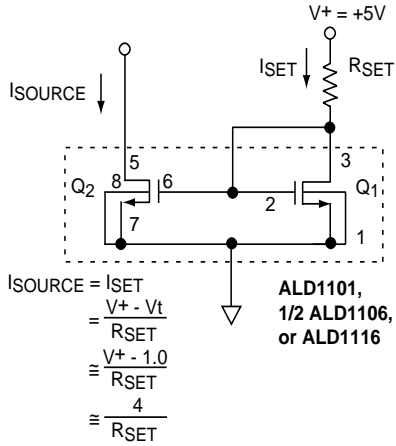 V+ = +5V
ISET
RSET
ISOURCE
5
3
Q2
8
6
2
Q1
7
1
ISOURCE = ISET
= V+ - Vt
RSET
≅ V+ - 1.0
RSET
≅ 4
RSET
ALD1101,
1/2 ALD1106,
or ALD1116